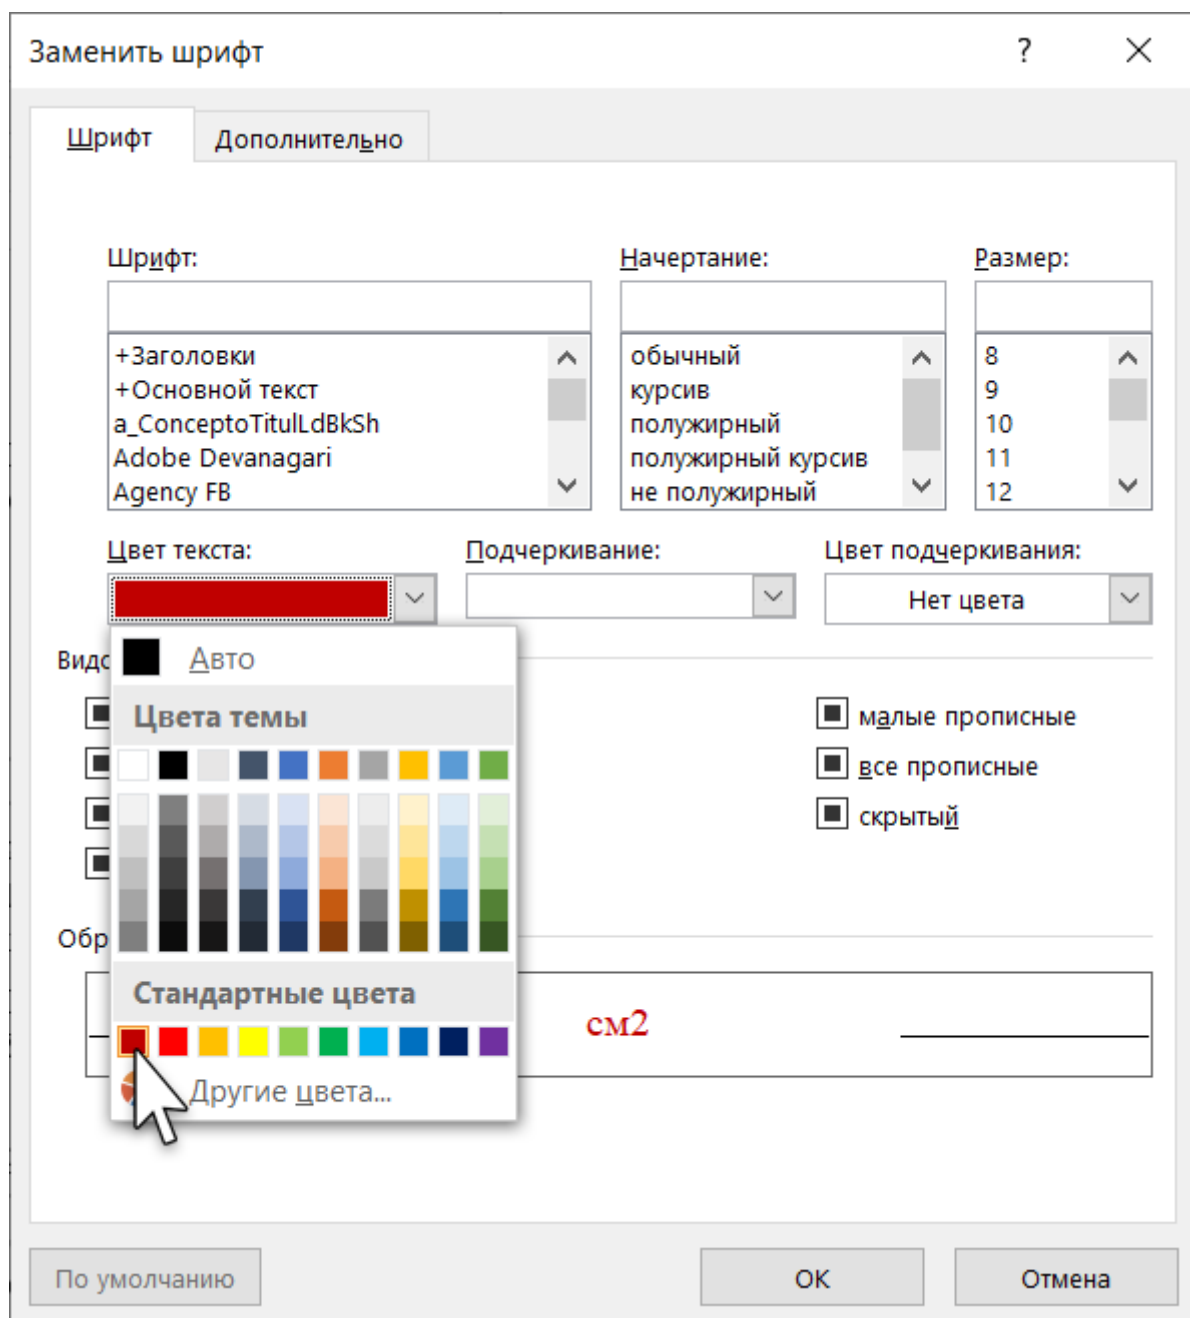 Заменить шрифт ?
Шрифт Дополнительно
Шрифт: Начертание: Размер:
+Заголовки обычный 8
+Основной текст курсив 9
a_ConceptoTitulLdBkSh полужирный 10
Adobe Devanagari полужирный курсив 11
Agency FB не полужирный 12
Цвет текста: Подчеркивание: Цвет подчеркивания:
Нет цвета
Видо
Авто
Цвета темы
малые прописные
все прописные
скрытый
Обр
Стандартные цвета
см2
Другие цвета...
По умолчанию ОК Отмена